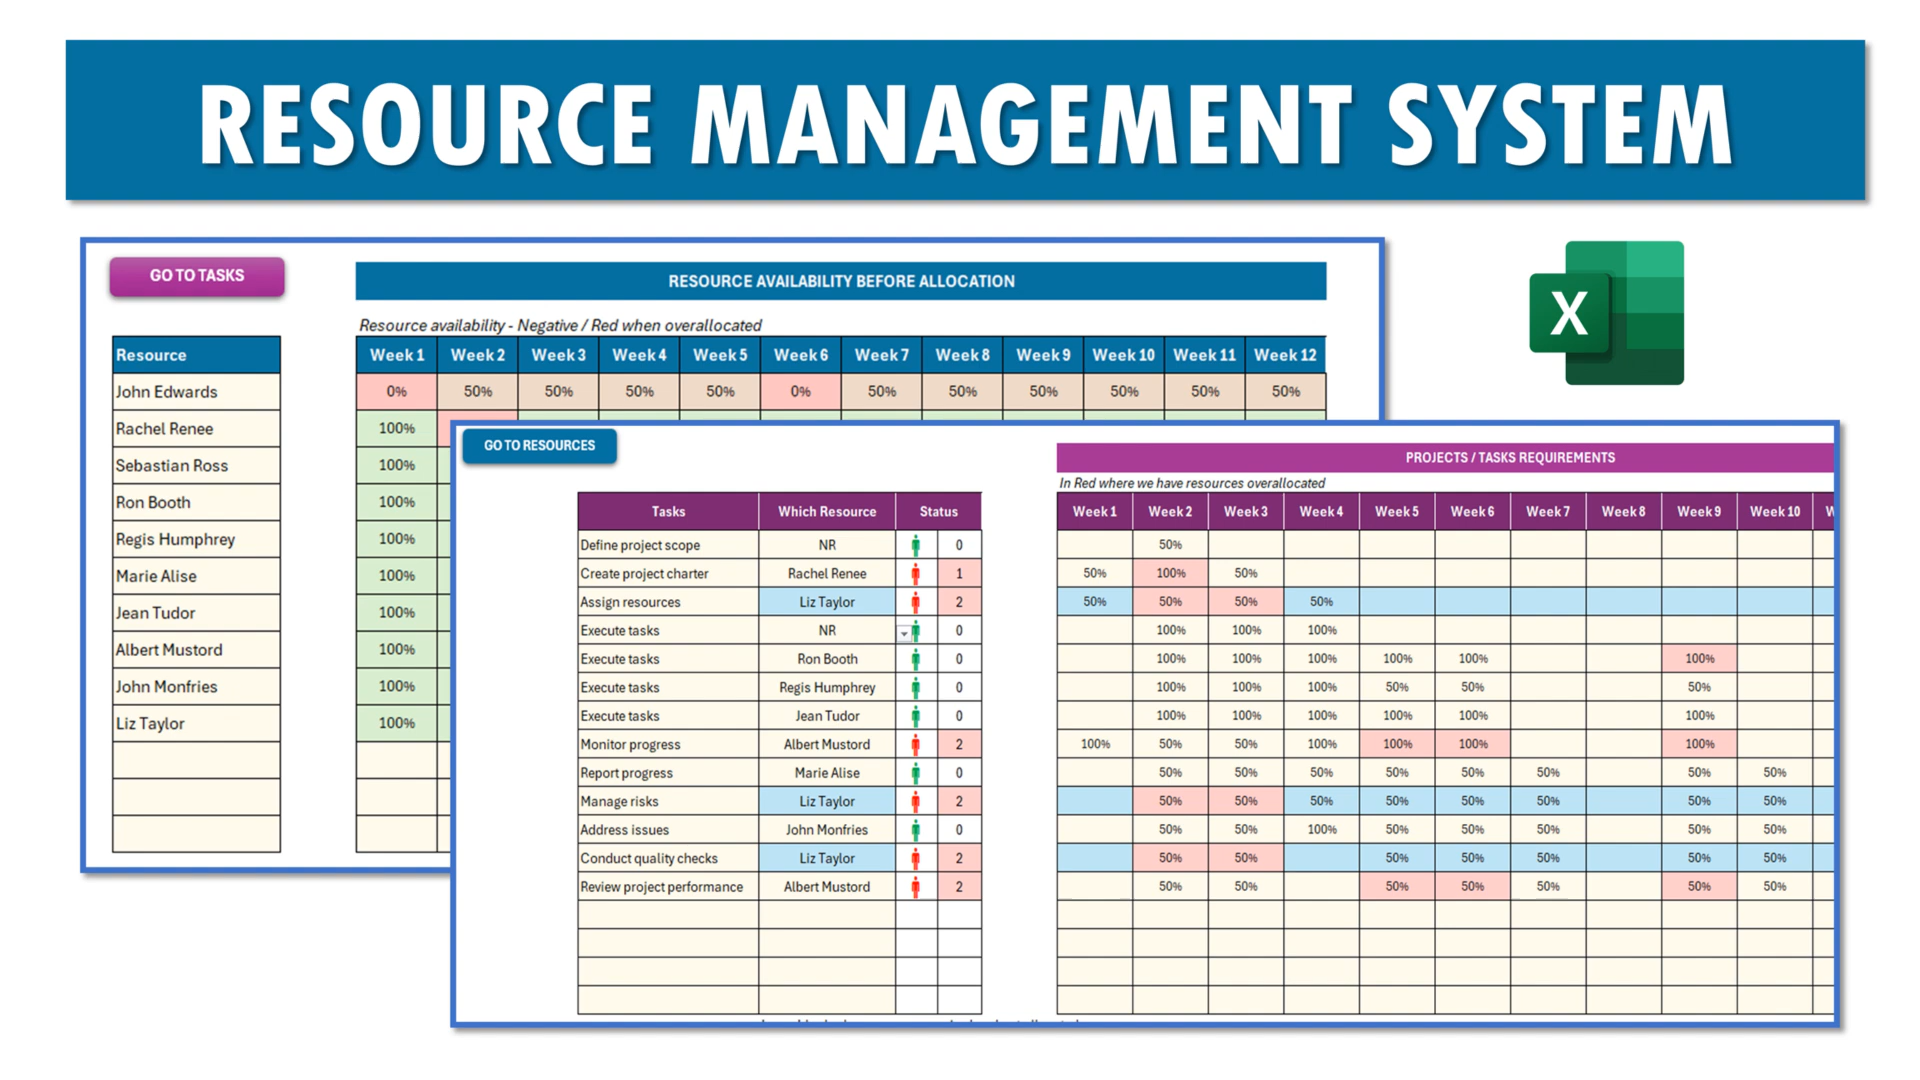 RESOURCE MANAGEMENT SYSTEM
GO TO TASKS
RESOURCE AVAILABILITY BEFORE ALLOCATION
Resource availability - Negative / Red when overallocated
Resource Week 1 Week 2 Week 3 Week 4 Week 5 Week 6 Week 7 Week 8 Week 9 Week 10 Week 11 Week 12
John Edwards 0% 50% 50% 50% 50% 0% 50% 50% 50% 50% 50% 50%
Rachel Renee 100%
Sebastian Ross 100%
Ron Booth 100%
Regis Humphrey 100%
Marie Alise 100%
Jean Tudor 100%
Albert Mustord 100%
John Monfries 100%
Liz Taylor 100%
X
GO TO RESOURCES
PROJECTS / TASKS REQUIREMENTS
In Red where we have resources overallocated
Tasks Which Resource Status Week 1 Week 2 Week 3 Week 4 Week 5 Week 6 Week 7 Week 8 Week 9 Week 10 W
Define project scope NR 0 50%
Create project charter Rachel Renee 1 50% 100% 50%
Assign resources Liz Taylor 2 50% 50% 50% 50%
Execute tasks NR 0 100% 100% 100%
Execute tasks Ron Booth 0 100% 100% 100% 100% 100% 100%
Execute tasks Regis Humphrey 0 100% 100% 100% 50% 50% 50%
Execute tasks Jean Tudor 0 100% 100% 100% 100% 100% 100%
Monitor progress Albert Mustord 2 100% 50% 50% 100% 100% 100% 100%
Report progress Marie Alise 0 50% 50% 50% 50% 50% 50% 50% 50%
Manage risks Liz Taylor 2 50% 50% 50% 50% 50% 50% 50% 50%
Address issues John Monfries 0 50% 50% 100% 50% 50% 50% 50% 50%
Conduct quality checks Liz Taylor 2 50% 50% 50% 50% 50% 50% 50%
Review project performance Albert Mustord 2 50% 50% 50% 50% 50% 50% 50%